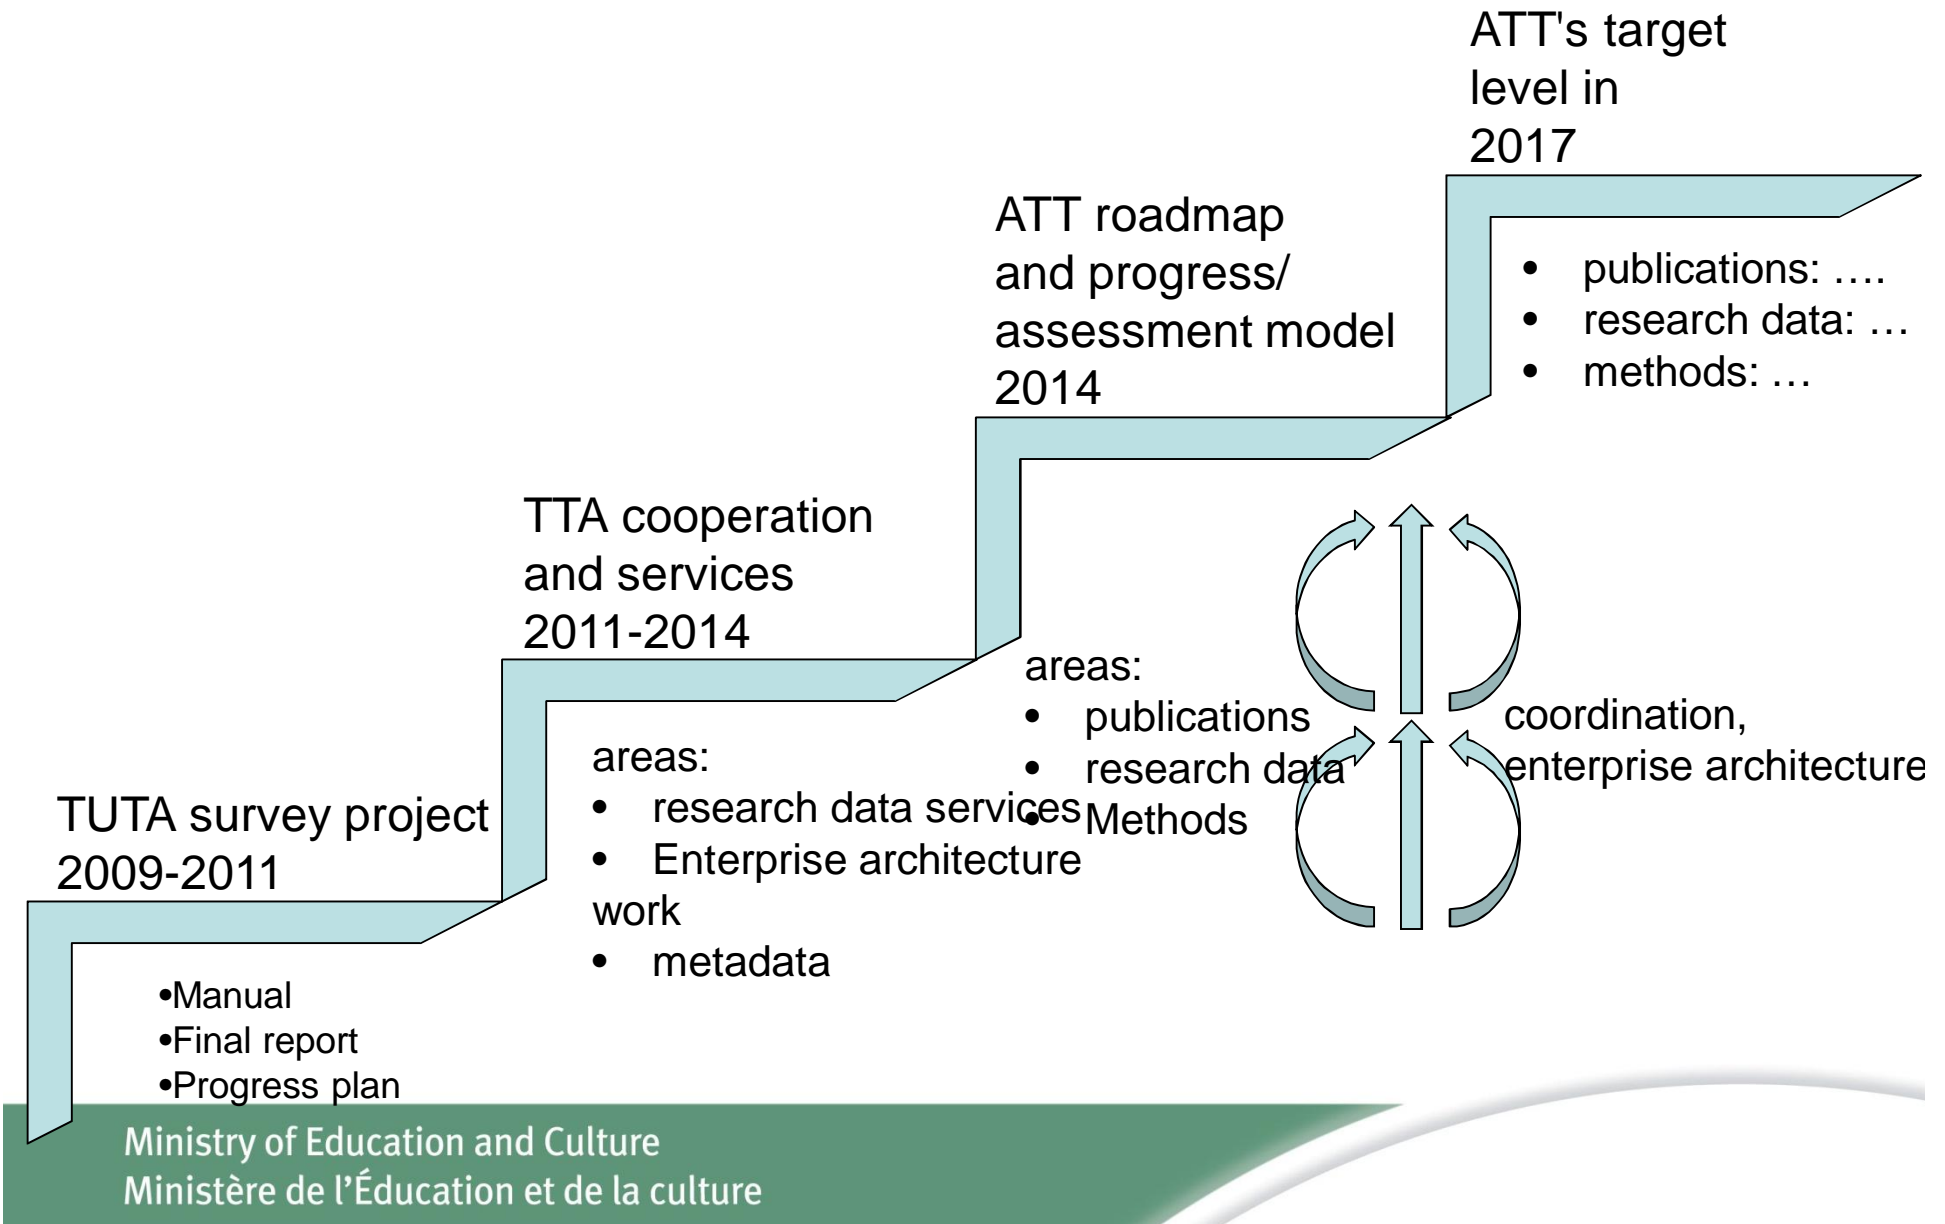 ATT's target
level in
2017
• publications: ....
• research data: …
• methods: …
ATT roadmap
and progress/
assessment model
2014
areas:
• publications
• research data
• Methods
coordination,
enterprise architecture
TTA cooperation
and services
2011-2014
areas:
• research data services
• Enterprise architecture
work
• metadata
TUTA survey project
2009-2011
•Manual
•Final report
•Progress plan
Ministry of Education and Culture
Ministère de l'Éducation et de la culture